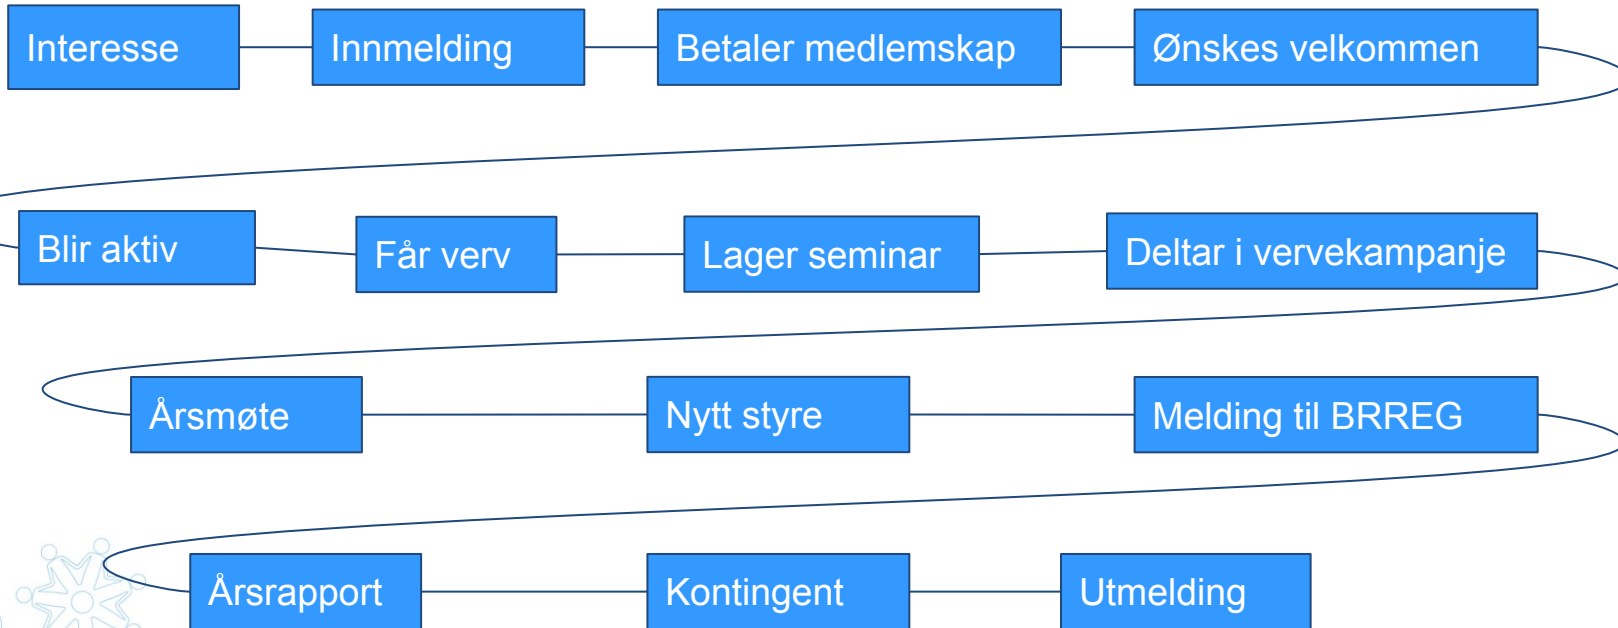 Interesse
Innmelding
Betaler medlemskap
Ønskes velkommen
Blir aktiv
Får verv
Lager seminar
Deltar i vervekampanje
Årsmøte
Nytt styre
Melding til BRREG
Årsrapport
Kontingent
Utmelding